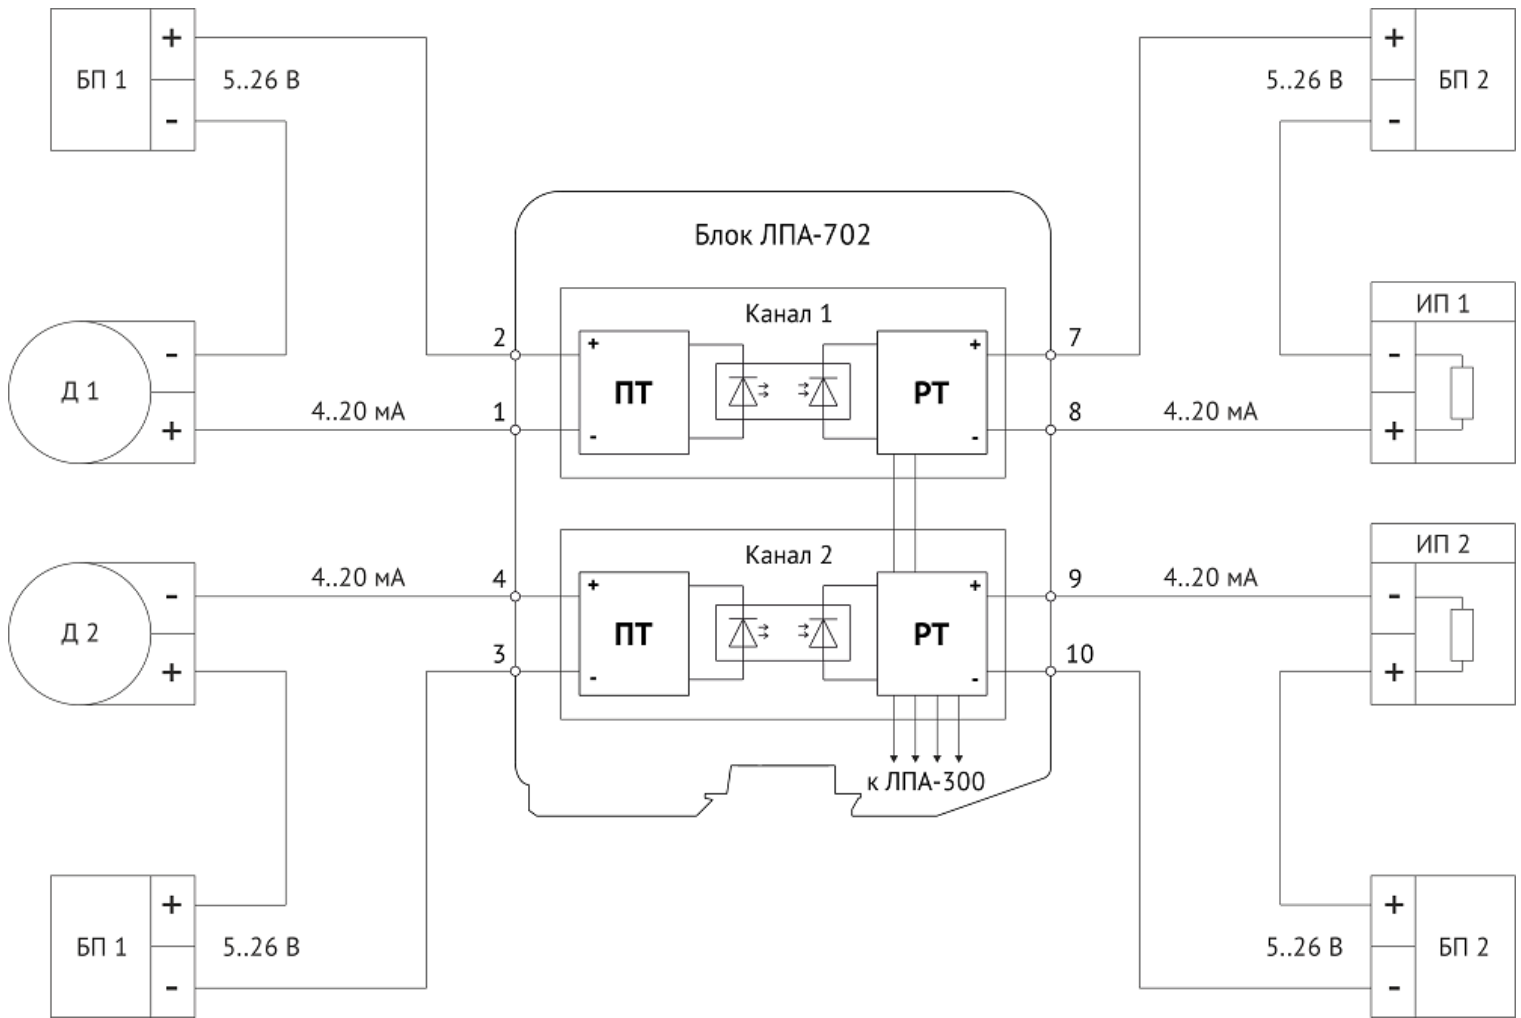 БП 1
+
-
5..26 В
+
-
БП 2
5..26 В
Блок ЛПА-702
Канал 1
ИП 1
Д 1
-
+
4..20 мА
2
1
+
-
ПТ
РТ
+
-
7
8
4..20 мА
-
+
Канал 2
ИП 2
Д 2
-
+
4..20 мА
4
3
+
-
ПТ
РТ
+
-
9
10
4..20 мА
-
+
к ЛПА-300
БП 1
+
-
5..26 В
5..26 В
+
-
БП 2